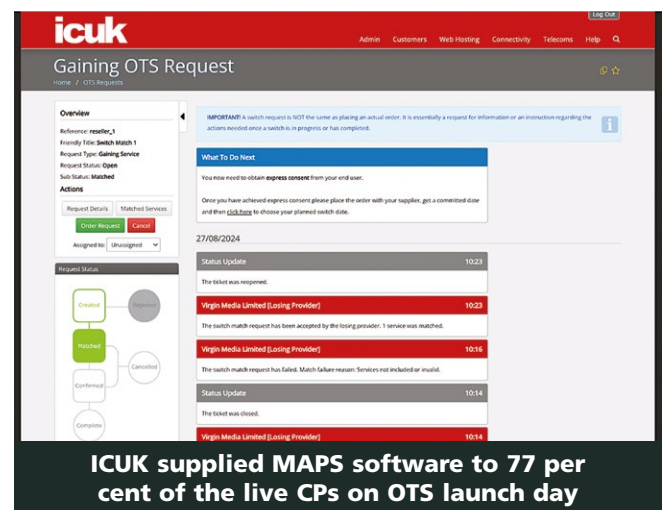 Log Out
icuk
Admin Customers Web Hosting Connectivity Telecoms Help
Gaining OTS Request
Home / OTS Requests
Overview
Reference: reseller_1
Friendly Title: Switch Match 1
Request Type: Gaining Service
Request Status: Open
Sub Status: Matched
Actions
Request Details Matched Services
Order Request Cancel
Assigned to: Unassigned
Request Status
Created Rejected
Matched
Cancelled
Confirmed
Complete
IMPORTANT! A switch request is NOT the same as placing an actual order. It is essentially a request for information or an instruction regarding the
actions needed once a switch is in progress or has completed.
What To Do Next
You now need to obtain express consent from your end user.
Once you have achieved express consent please place the order with your supplier, get a committed date
and then click here to choose your planned switch date.
27/08/2024
Status Update 10:23
The ticket was reopened.
Virgin Media Limited [Losing Provider] 10:23
The switch match request has been accepted by the losing provider. 1 service was matched.
Virgin Media Limited [Losing Provider] 10:16
The switch match request has failed. Match failure reason: Services not included or invalid.
Status Update 10:14
The ticket was closed.
Virgin Media Limited [Losing Provider] 10:14
ICUK supplied MAPS software to 77 per
cent of the live CPs on OTS launch day